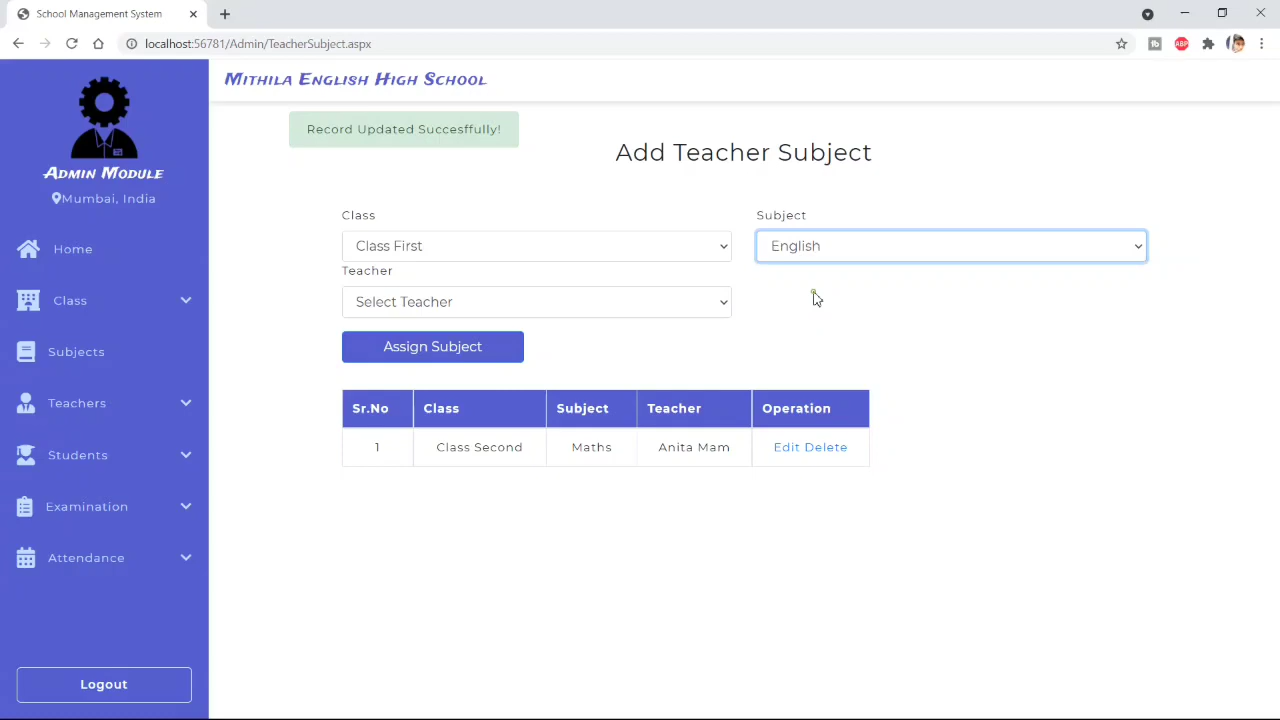 School Management System
localhost:56781/Admin/TeacherSubject.aspx
ABP
Mithila English High School
Record Updated Succesffully!
Add Teacher Subject
Admin Module
Mumbai, India
Home
Class
Subjects
Teachers
Students
Examination
Attendance
Logout
Class Subject
Class First English
Teacher
Select Teacher
Assign Subject
Sr.No Class Subject Teacher Operation
1 Class Second Maths Anita Mam Edit Delete